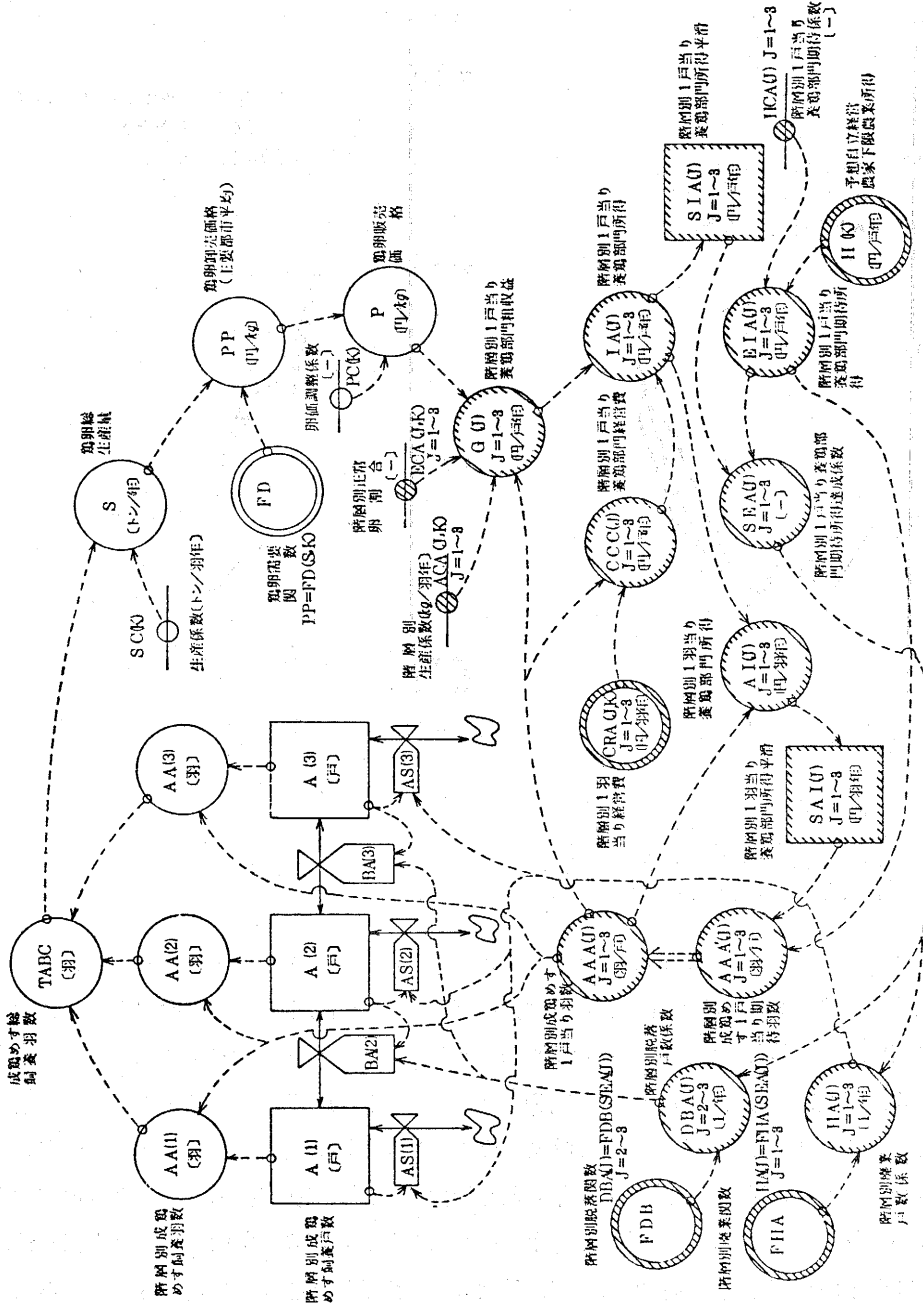 成鶏めす総
飼養羽数
TABC
(羽)
階層別成鶏
めす飼養羽数
AA(1)
(羽)
AA(2)
(羽)
AA(3)
(羽)
階層別成鶏
めす飼養戸数
A(1)
(戸)
A(2)
(戸)
A(3)
(戸)
AS(1)
BA(2)
AS(2)
BA(3)
AS(3)
SC(K)
生産係数(トン/羽年)
鶏卵総
生産量
S
(トン/年)
鶏卵需要
関数
PP=FD(S,k)
FD
鶏卵卸売価格
(主要都市平均)
PP
(円/kg)
卵価調整係数
(-)
PC(K)
鶏卵販売
価格
P
(円/kg)
階層別正常
卵割合
(-)
ECA(J,K)
J=1~3
階層別
生産係数(kg/羽年)
ACA(J,K)
J=1~3
階層別1戸当り
養鶏部門粗収益
G(J)
J=1~3
(円/戸年)
階層別1羽
当り経営費
CRA(J,K)
J=1~3
(円/羽年)
階層別1戸当り
養鶏部門経営費
CCC(J)
J=1~3
(円/戸年)
階層別1戸当り
養鶏部門所得
IA(J)
J=1~3
(円/戸年)
階層別1戸当り
養鶏部門所得平滑
SIA(J)
J=1~3
(円/戸年)
階層別成鶏めす
1戸当り羽数
AAA(J)
J=1~3
(羽/戸)
階層別1羽当り
養鶏部門所得
AI(J)
J=1~3
(円/羽年)
階層別1羽当り
養鶏部門所得平滑
SAI(J)
J=1~3
(円/羽年)
階層別
成鶏めす
1戸当り期
待羽数
AAA(J)
J=1~3
(羽/戸)
階層別1戸当り養鶏部
門期待所得達成係数
SEA(J)
J=1~3
(-)
階層別1戸当り
養鶏部門期待所
得
EIA(J)
J=1~3
(円/戸年)
HCA(J) J=1~3
階層別1戸当り
養鶏部門期待係数
(-)
予想自立経営
農家下限農業所得
H(K)
(円/戸年)
階層別脱落関数
DBA(J)=FDB(SEA(J))
J=2~3
FDB
階層別脱落
戸数係数
DBA(J)
J=2~3
(1/年)
階層別廃業関数
HA(J)=FHA(SEA(J))
J=1~3
FHA
階層別廃業
戸数係数
HA(J)
J=1~3
(1/年)